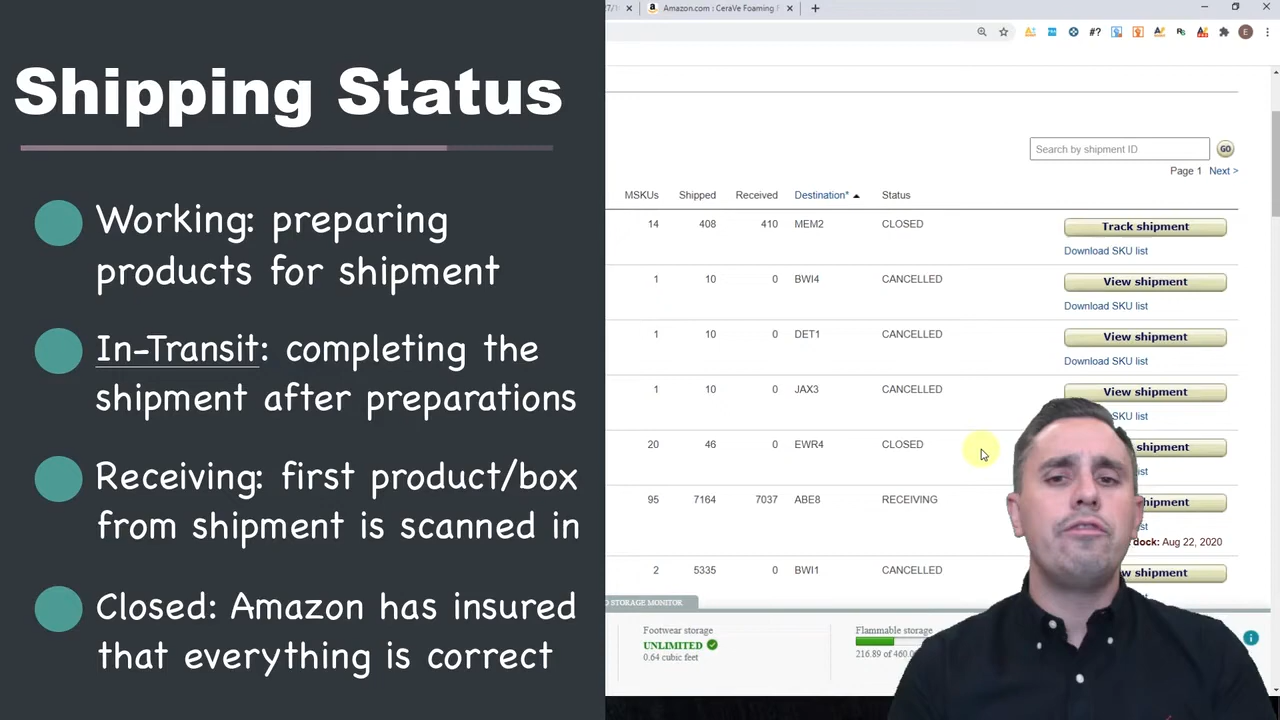 Shipping Status
Working: preparing
products for shipment
In-Transit: completing the
shipment after preparations
Receiving: first product/box
from shipment is scanned in
Closed: Amazon has insured
that everything is correct
Amazon.com : CeraVe Foaming
#?
E
Search by shipment ID
GO
Page 1 Next >
MSKUs Shipped Received Destination* Status
14 408 410 MEM2 CLOSED Track shipment
Download SKU list
1 10 0 BWI4 CANCELLED View shipment
Download SKU list
1 10 0 DET1 CANCELLED View shipment
Download SKU list
1 10 0 JAX3 CANCELLED View shipment
list
20 46 0 EWR4 CLOSED shipment
95 7164 7037 ABE8 RECEIVING
dock: Aug 22, 2020
2 5335 0 BWI1 CANCELLED shipment
STORAGE MONITOR
Footwear storage
UNLIMITED
0.64 cubic feet
Flammable storage
216.89 of